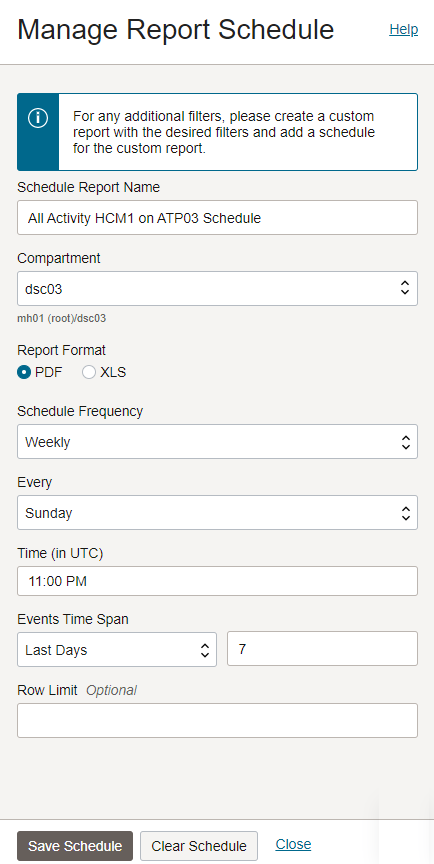 Manage Report Schedule
Help
For any additional filters, please create a custom
report with the desired filters and add a schedule
for the custom report.
Schedule Report Name
All Activity HCM1 on ATP03 Schedule
Compartment
dsc03
mh01 (root)/dsc03
Report Format
PDF XLS
Schedule Frequency
Weekly
Every
Sunday
Time (in UTC)
11:00 PM
Events Time Span
Last Days 7
Row Limit Optional
Save Schedule Clear Schedule Close